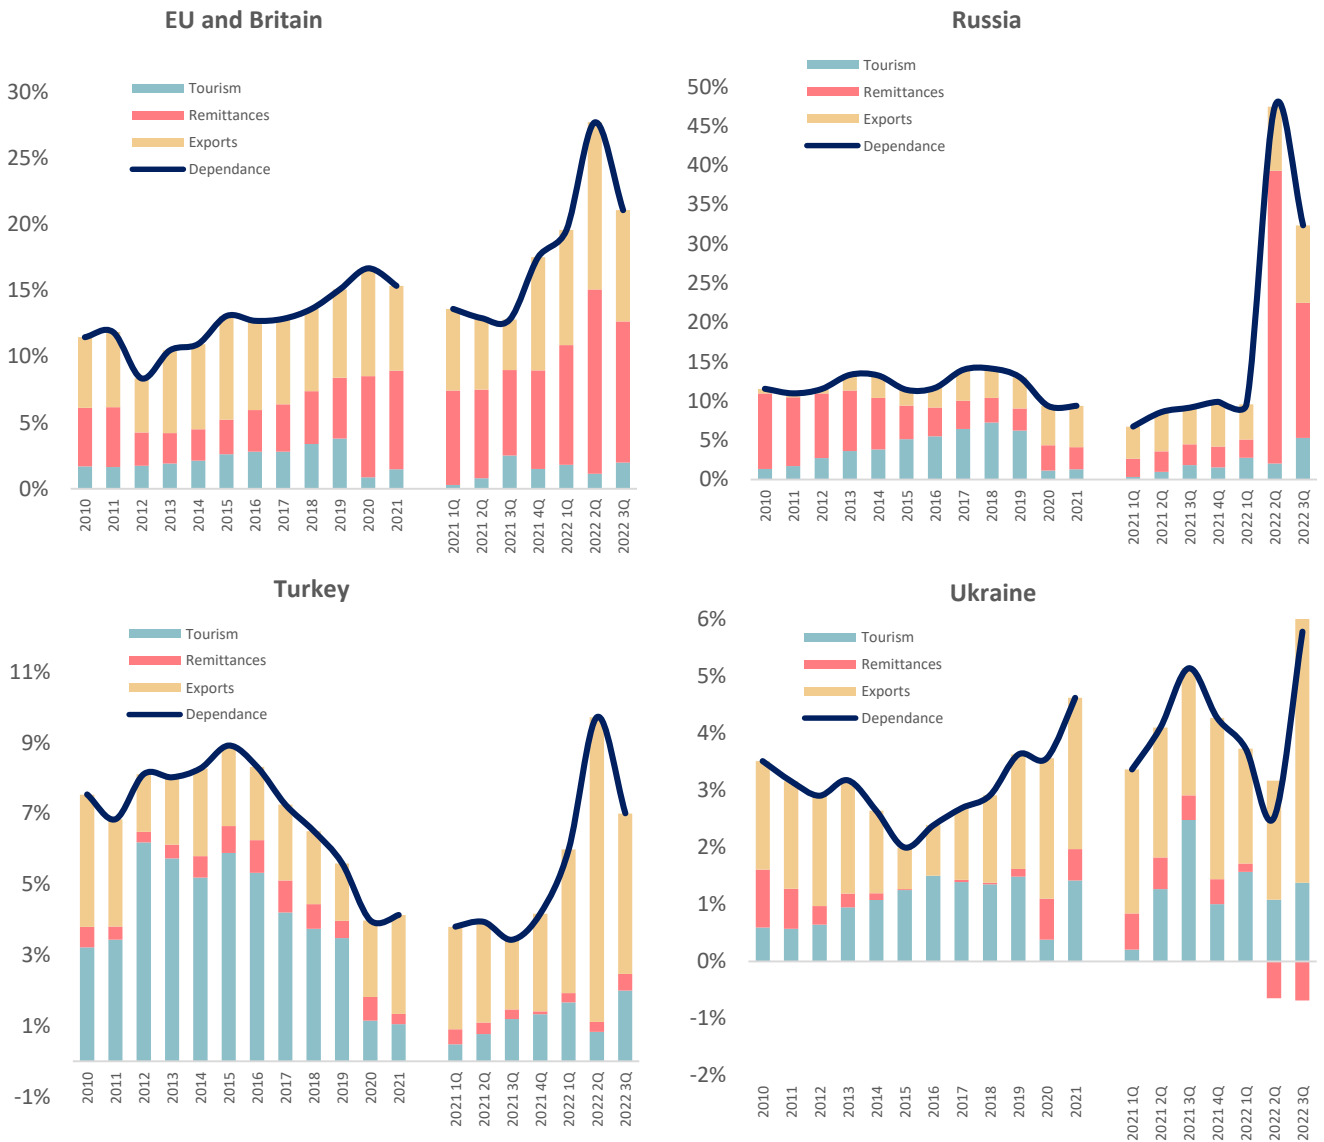 EU and Britain
30%
25%
20%
15%
10%
5%
0%
Tourism
Remittances
Exports
Dependance
2010
2011
2012
2013
2014
2015
2016
2017
2018
2019
2020
2021
2021 1Q
2021 2Q
2021 3Q
2021 4Q
2022 1Q
2022 2Q
2022 3Q
Russia
50%
45%
40%
35%
30%
25%
20%
15%
10%
5%
0%
Tourism
Remittances
Exports
Dependance
2010
2011
2012
2013
2014
2015
2016
2017
2018
2019
2020
2021
2021 1Q
2021 2Q
2021 3Q
2021 4Q
2022 1Q
2022 2Q
2022 3Q
Turkey
11%
9%
7%
5%
3%
1%
-1%
Tourism
Remittances
Exports
Dependance
2010
2011
2012
2013
2014
2015
2016
2017
2018
2019
2020
2021
2021 1Q
2021 2Q
2021 3Q
2021 4Q
2022 1Q
2022 2Q
2022 3Q
Ukraine
6%
5%
4%
3%
2%
1%
0%
-1%
-2%
Tourism
Remittances
Exports
Dependance
2010
2011
2012
2013
2014
2015
2016
2017
2018
2019
2020
2021
2021 1Q
2021 2Q
2021 3Q
2021 4Q
2022 1Q
2022 2Q
2022 3Q